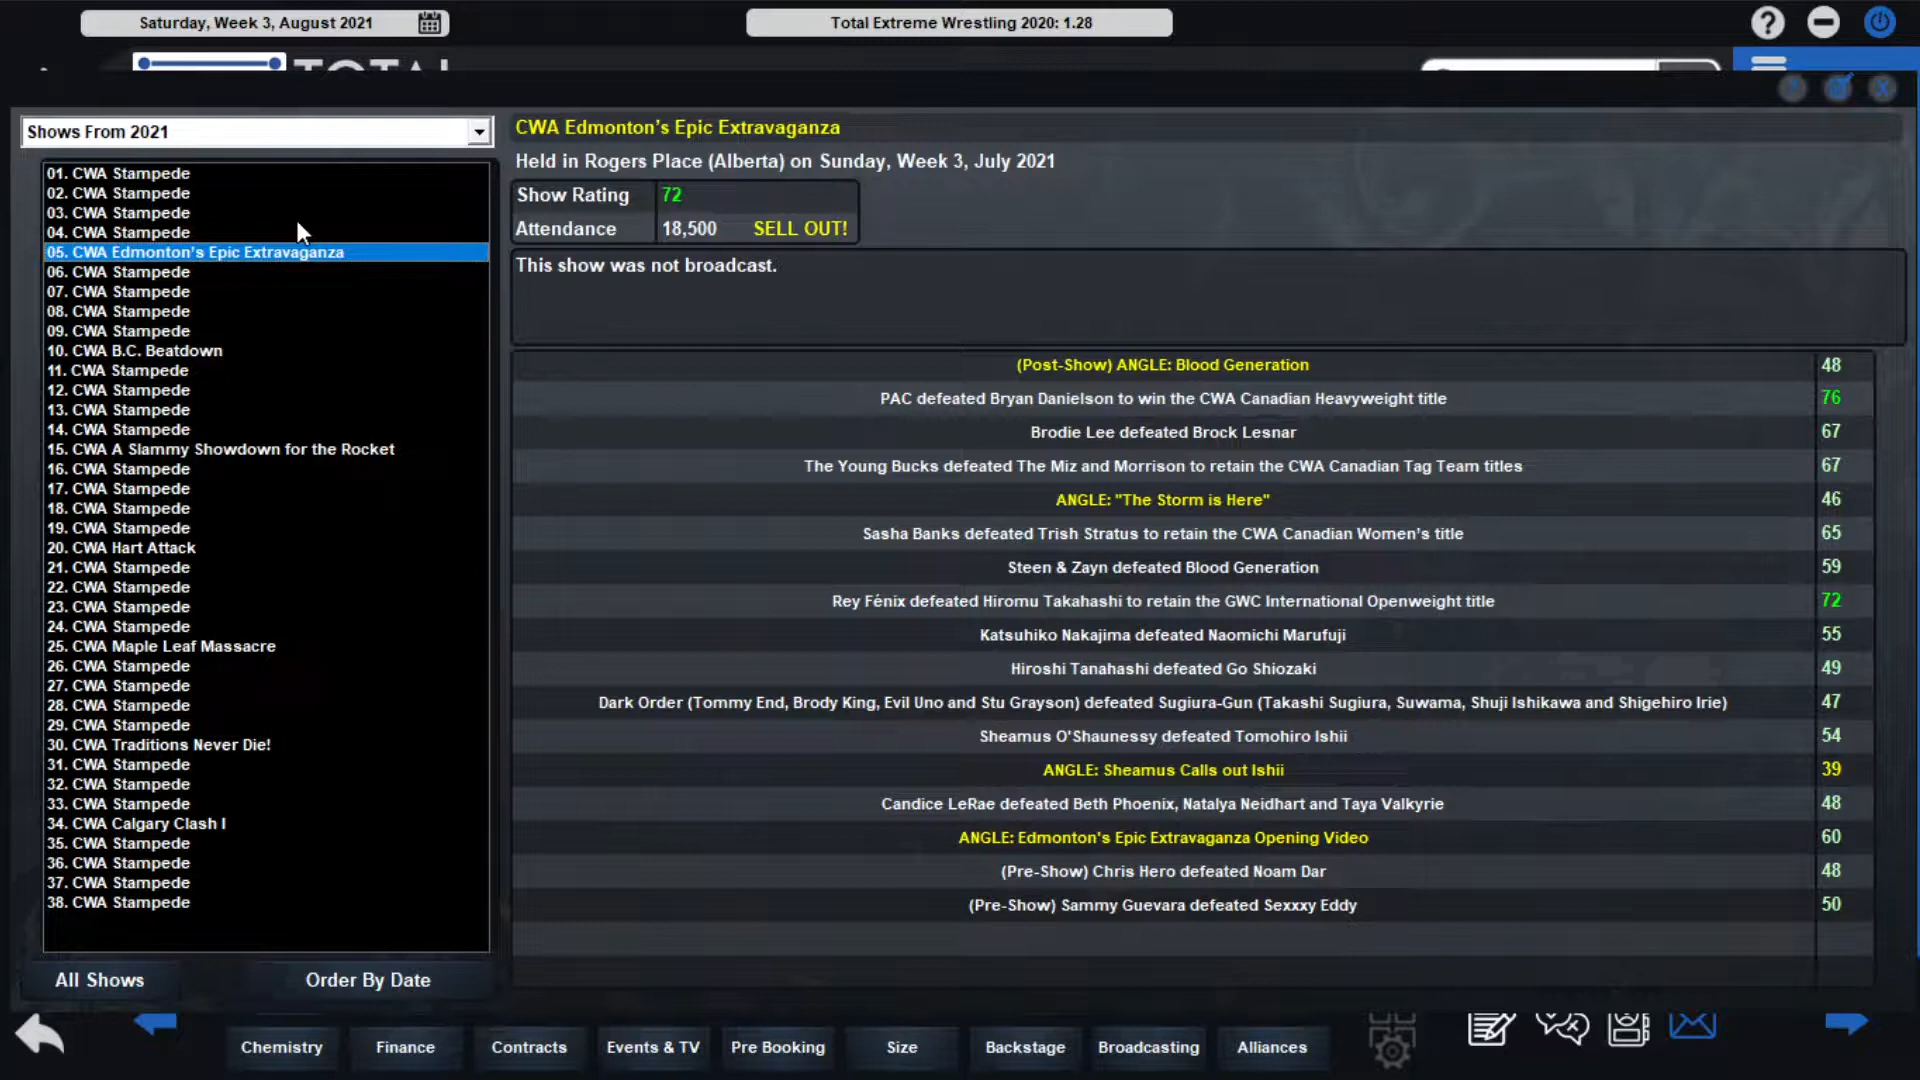 Saturday, Week 3, August 2021
Total Extreme Wrestling 2020: 1.28
Shows From 2021
01. CWA Stampede
02. CWA Stampede
03. CWA Stampede
04. CWA Stampede
05. CWA Edmonton's Epic Extravaganza
06. CWA Stampede
07. CWA Stampede
08. CWA Stampede
09. CWA Stampede
10. CWA B.C. Beatdown
11. CWA Stampede
12. CWA Stampede
13. CWA Stampede
14. CWA Stampede
15. CWA A Slammy Showdown for the Rocket
16. CWA Stampede
17. CWA Stampede
18. CWA Stampede
19. CWA Stampede
20. CWA Hart Attack
21. CWA Stampede
22. CWA Stampede
23. CWA Stampede
24. CWA Stampede
25. CWA Maple Leaf Massacre
26. CWA Stampede
27. CWA Stampede
28. CWA Stampede
29. CWA Stampede
30. CWA Traditions Never Die!
31. CWA Stampede
32. CWA Stampede
33. CWA Stampede
34. CWA Calgary Clash I
35. CWA Stampede
36. CWA Stampede
37. CWA Stampede
38. CWA Stampede
All Shows Order By Date
CWA Edmonton's Epic Extravaganza
Held in Rogers Place (Alberta) on Sunday, Week 3, July 2021
Show Rating 72
Attendance 18,500 SELL OUT!
This show was not broadcast.
(Post-Show) ANGLE: Blood Generation 48
PAC defeated Bryan Danielson to win the CWA Canadian Heavyweight title 76
Brodie Lee defeated Brock Lesnar 67
The Young Bucks defeated The Miz and Morrison to retain the CWA Canadian Tag Team titles 67
ANGLE: "The Storm is Here" 46
Sasha Banks defeated Trish Stratus to retain the CWA Canadian Women's title 65
Steen & Zayn defeated Blood Generation 59
Rey Fénix defeated Hiromu Takahashi to retain the GWC International Openweight title 72
Katsuhiko Nakajima defeated Naomichi Marufuji 55
Hiroshi Tanahashi defeated Go Shiozaki 49
Dark Order (Tommy End, Brody King, Evil Uno and Stu Grayson) defeated Sugiura-Gun (Takashi Sugiura, Suwama, Shuji Ishikawa and Shigehiro Irie) 47
Sheamus O'Shaunessy defeated Tomohiro Ishii 54
ANGLE: Sheamus Calls out Ishii 39
Candice LeRae defeated Beth Phoenix, Natalya Neidhart and Taya Valkyrie 48
ANGLE: Edmonton's Epic Extravaganza Opening Video 60
(Pre-Show) Chris Hero defeated Noam Dar 48
(Pre-Show) Sammy Guevara defeated Sexxxy Eddy 50
Chemistry Finance Contracts Events & TV Pre Booking Size Backstage Broadcasting Alliances